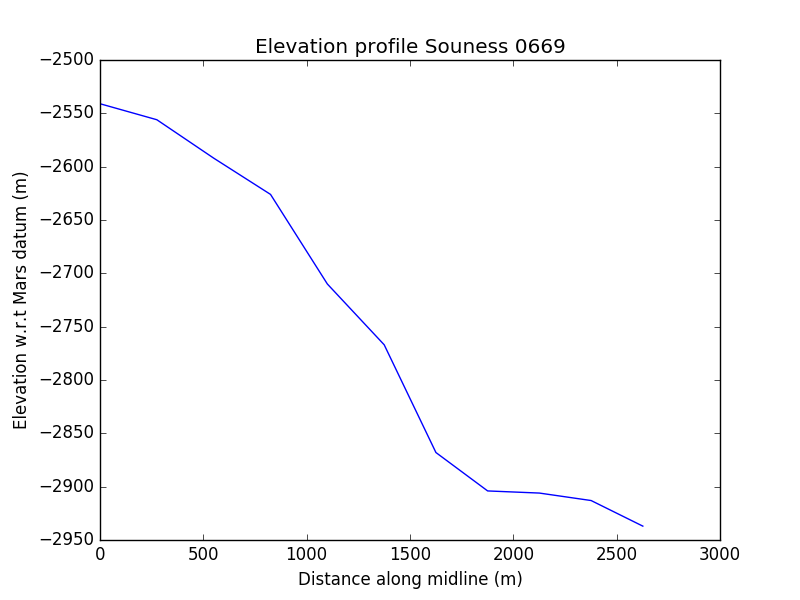 Elevation profile Souness 0669
−2500
−2550
−2600
−2650
−2700
−2750
−2800
−2850
−2900
−2950
Elevation w.r.t Mars datum (m)
0 500 1000 1500 2000 2500 3000
Distance along midline (m)